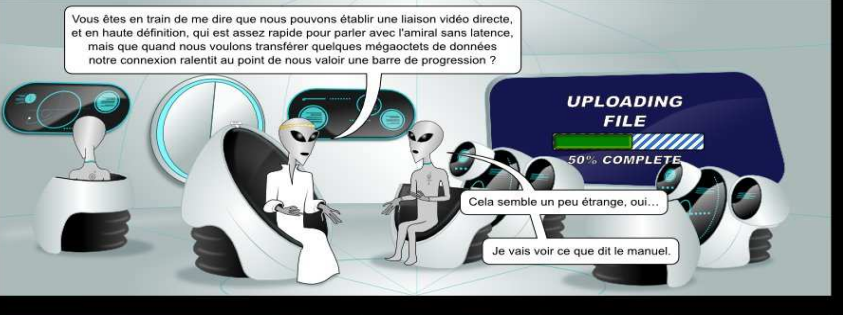 Vous êtes en train de me dire que nous pouvons établir une liaison vidéo directe,
et en haute définition, qui est assez rapide pour parler avec l'amiral sans latence,
mais que quand nous voulons transférer quelques mégaoctets de données
notre connexion ralentit au point de nous valoir une barre de progression ?
UPLOADING
FILE
50% COMPLETE
Cela semble un peu étrange, oui…
Je vais voir ce que dit le manuel.